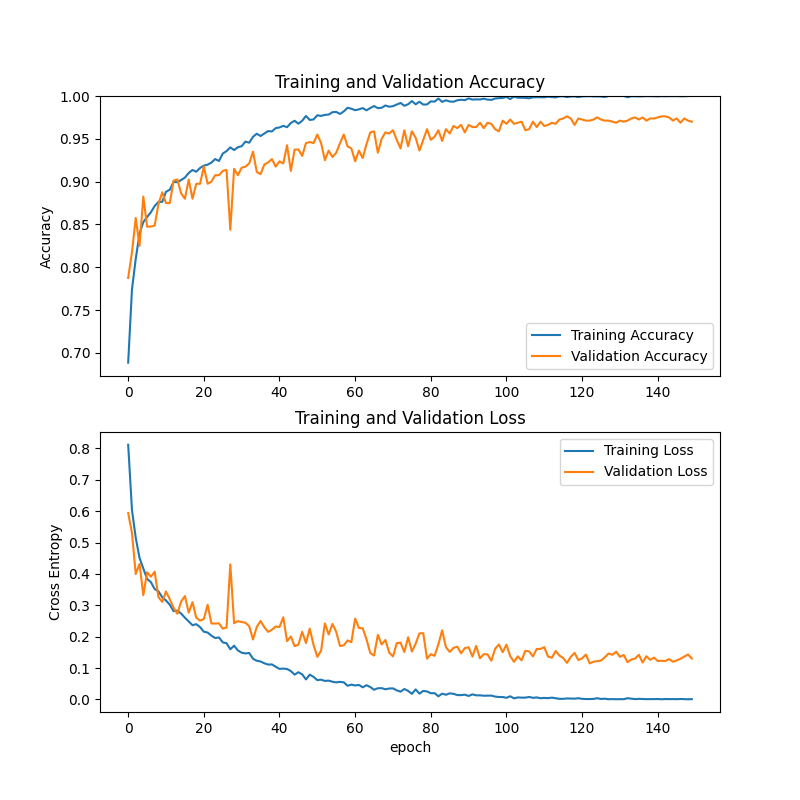 Training and Validation Accuracy
1.00
0.95
0.90
0.85
0.80
0.75
0.70
Accuracy
Training Accuracy
Validation Accuracy
0 20 40 60 80 100 120 140
Training and Validation Loss
0.8
0.7
0.6
0.5
0.4
0.3
0.2
0.1
0.0
Cross Entropy
Training Loss
Validation Loss
0 20 40 60 80 100 120 140
epoch